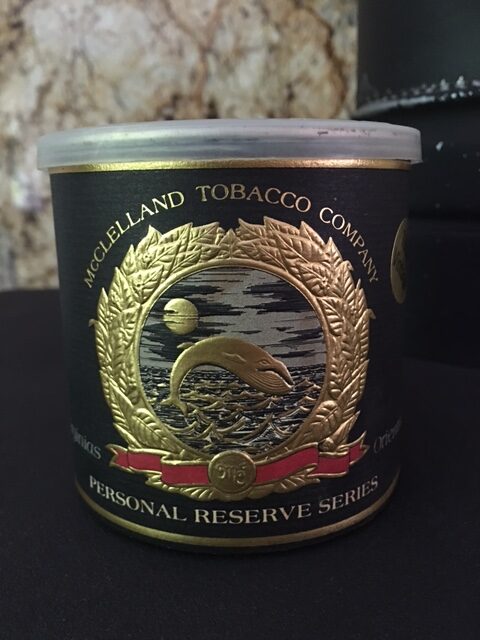 McCLELLAND TOBACCO COMPANY
PERSONAL RESERVE SERIES